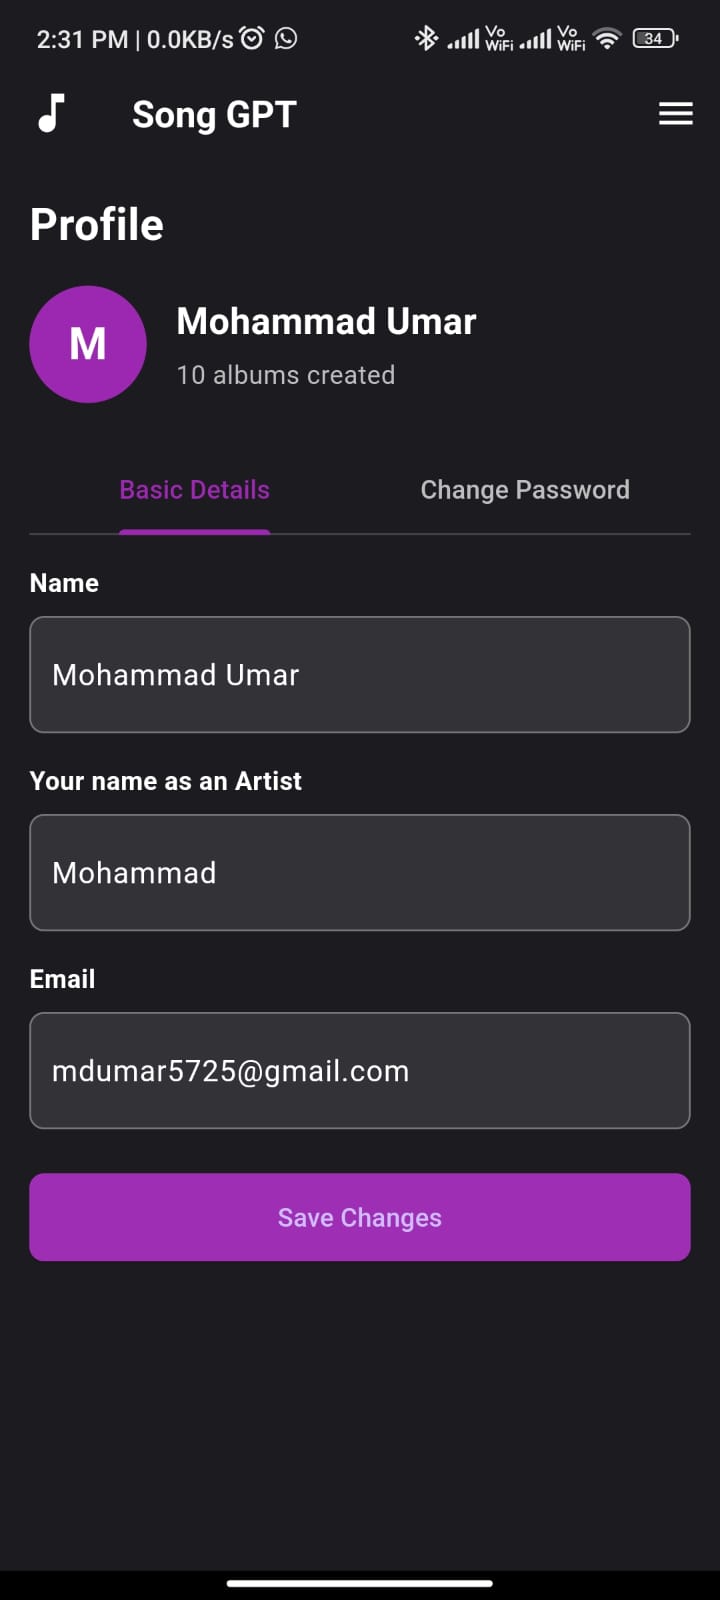 2:31 PM | 0.0KB/s Vo WiFi Vo WiFi 34
Song GPT
Profile
M
Mohammad Umar
10 albums created
Basic Details Change Password
Name
Mohammad Umar
Your name as an Artist
Mohammad
Email
mdumar5725@gmail.com
Save Changes